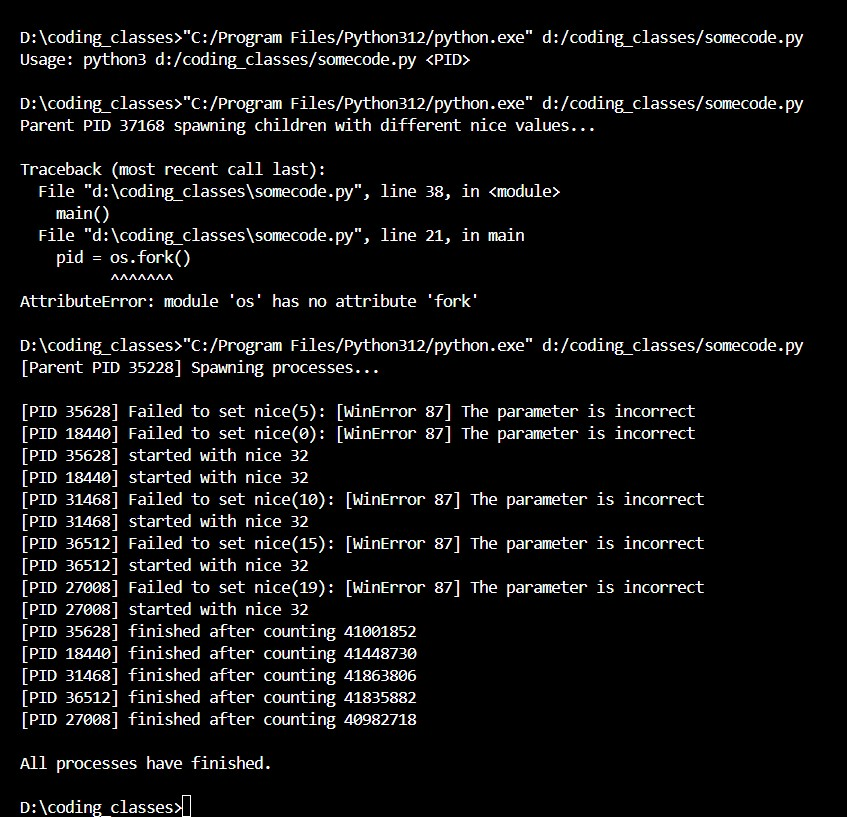 D:\coding_classes>"C:/Program Files/Python312/python.exe" d:/coding_classes/somecode.py
Usage: python3 d:/coding_classes/somecode.py <PID>
D:\coding_classes>"C:/Program Files/Python312/python.exe" d:/coding_classes/somecode.py
Parent PID 37168 spawning children with different nice values...
Traceback (most recent call last):
  File "d:\coding_classes\somecode.py", line 38, in <module>
    main()
  File "d:\coding_classes\somecode.py", line 21, in main
    pid = os.fork()
          ^^^^^^^
AttributeError: module 'os' has no attribute 'fork'
D:\coding_classes>"C:/Program Files/Python312/python.exe" d:/coding_classes/somecode.py
[Parent PID 35228] Spawning processes...
[PID 35628] Failed to set nice(5): [WinError 87] The parameter is incorrect
[PID 18440] Failed to set nice(0): [WinError 87] The parameter is incorrect
[PID 35628] started with nice 32
[PID 18440] started with nice 32
[PID 31468] Failed to set nice(10): [WinError 87] The parameter is incorrect
[PID 31468] started with nice 32
[PID 36512] Failed to set nice(15): [WinError 87] The parameter is incorrect
[PID 36512] started with nice 32
[PID 27008] Failed to set nice(19): [WinError 87] The parameter is incorrect
[PID 27008] started with nice 32
[PID 35628] finished after counting 41001852
[PID 18440] finished after counting 41448730
[PID 31468] finished after counting 41863806
[PID 36512] finished after counting 41835882
[PID 27008] finished after counting 40982718
All processes have finished.
D:\coding_classes>